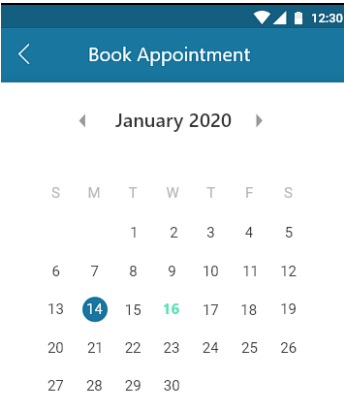 12:30
Book Appointment
January 2020
S M T W T F S
1 2 3 4 5
6 7 8 9 10 11 12
13 14 15 16 17 18 19
20 21 22 23 24 25 26
27 28 29 30